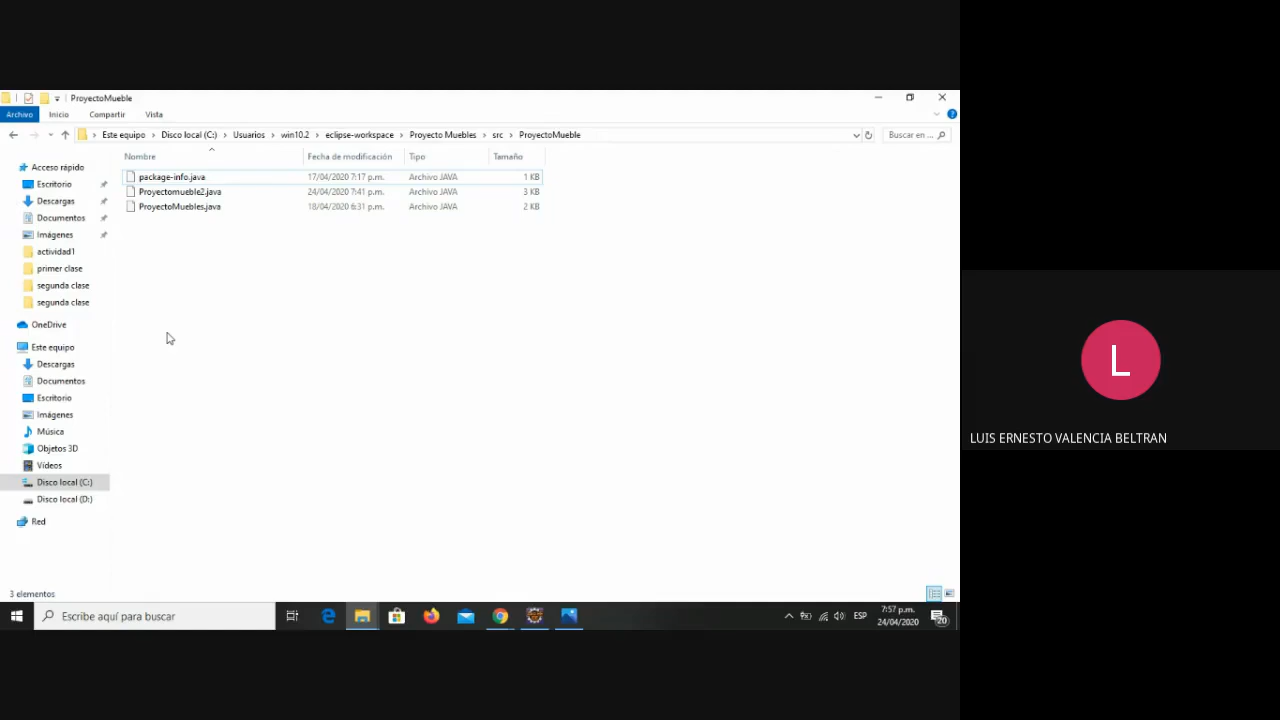 ProyectoMueble
Archivo Inicio Compartir Vista
Este equipo > Disco local (C:) > Usuarios > win10.2 > eclipse-workspace > Proyecto Muebles > src > ProyectoMueble
Buscar en ...
Nombre Fecha de modificación Tipo Tamaño
package-info.java 17/04/2020 7:17 p.m. Archivo JAVA 1 KB
Proyectomueble2.java 24/04/2020 7:41 p.m. Archivo JAVA 3 KB
ProyectoMuebles.java 18/04/2020 6:31 p.m. Archivo JAVA 2 KB
Acceso rápido
Escritorio
Descargas
Documentos
Imágenes
actividad1
primer clase
segunda clase
segunda clase
OneDrive
Este equipo
Descargas
Documentos
Escritorio
Imágenes
Música
Objetos 3D
Vídeos
Disco local (C:)
Disco local (D:)
Red
3 elementos
Escribe aquí para buscar
ESP
7:57 p.m.
24/04/2020
20
L
LUIS ERNESTO VALENCIA BELTRAN